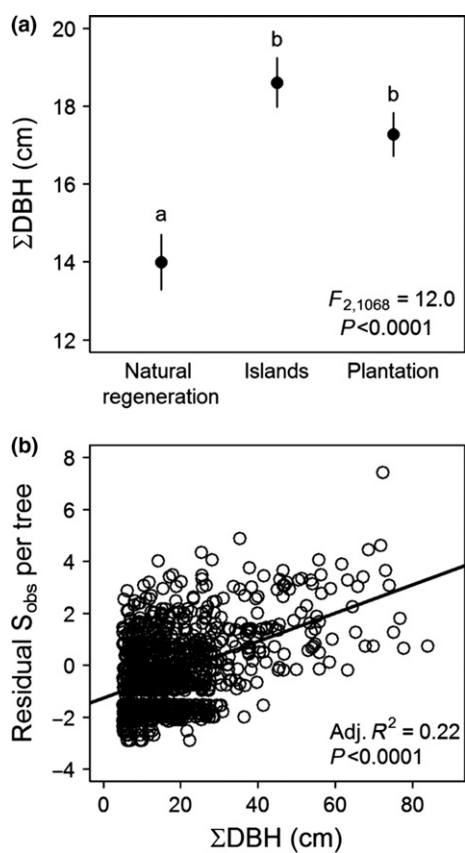 (a)
20
18
16
14
12
ΣDBH (cm)
a
b
b
F2,1068 = 12.0
P<0.0001
Natural regeneration
Islands
Plantation
(b)
8
6
4
2
0
−2
−4
Residual Sobs per tree
Adj. R² = 0.22
P<0.0001
0 20 40 60 80
ΣDBH (cm)